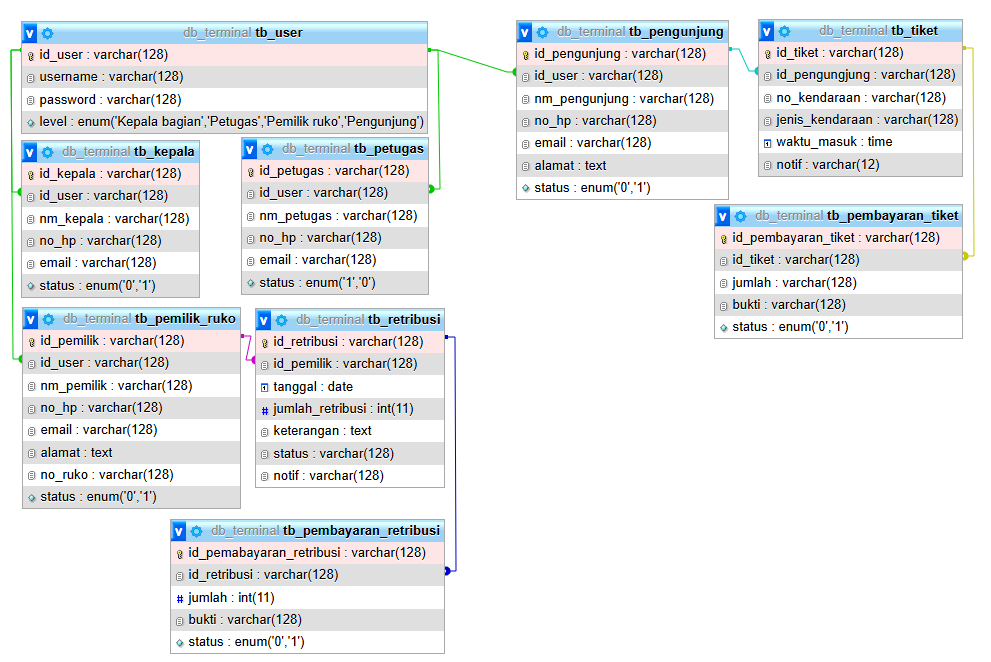 db_terminal tb_user
id_user : varchar(128)
username : varchar(128)
password : varchar(128)
level : enum('Kepala bagian','Petugas','Pemilik ruko','Pengunjung')
db_terminal tb_kepala
id_kepala : varchar(128)
id_user : varchar(128)
nm_kepala : varchar(128)
no_hp : varchar(128)
email : varchar(128)
status : enum('0','1')
db_terminal tb_petugas
id_petugas : varchar(128)
id_user : varchar(128)
nm_petugas : varchar(128)
no_hp : varchar(128)
email : varchar(128)
status : enum('1','0')
db_terminal tb_pengunjung
id_pengunjung : varchar(128)
id_user : varchar(128)
nm_pengunjung : varchar(128)
no_hp : varchar(128)
email : varchar(128)
alamat : text
status : enum('0','1')
db_terminal tb_tiket
id_tiket : varchar(128)
id_pengungjung : varchar(128)
no_kendaraan : varchar(128)
jenis_kendaraan : varchar(128)
waktu_masuk : time
notif : varchar(12)
db_terminal tb_pembayaran_tiket
id_pembayaran_tiket : varchar(128)
id_tiket : varchar(128)
jumlah : varchar(128)
bukti : varchar(128)
status : enum('0','1')
db_terminal tb_pemilik_ruko
id_pemilik : varchar(128)
id_user : varchar(128)
nm_pemilik : varchar(128)
no_hp : varchar(128)
email : varchar(128)
alamat : text
no_ruko : varchar(128)
status : enum('0','1')
db_terminal tb_retribusi
id_retribusi : varchar(128)
id_pemilik : varchar(128)
tanggal : date
jumlah_retribusi : int(11)
keterangan : text
status : varchar(128)
notif : varchar(128)
db_terminal tb_pembayaran_retribusi
id_pemabayaran_retribusi : varchar(128)
id_retribusi : varchar(128)
jumlah : int(11)
bukti : varchar(128)
status : enum('0','1')